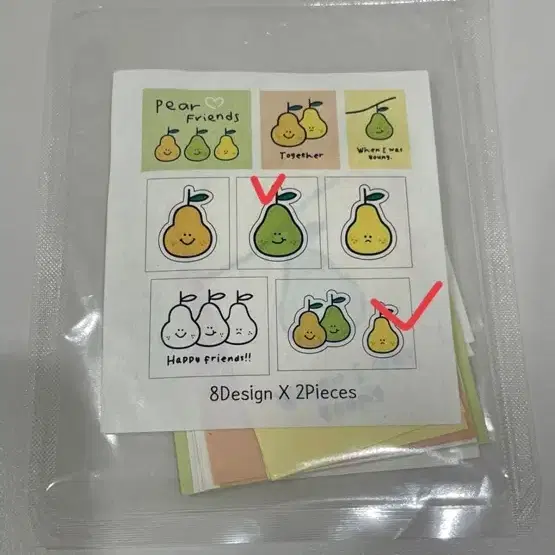 Pear
Friends
Together
When I was
young.
Happy friends!!
8Design X 2Pieces